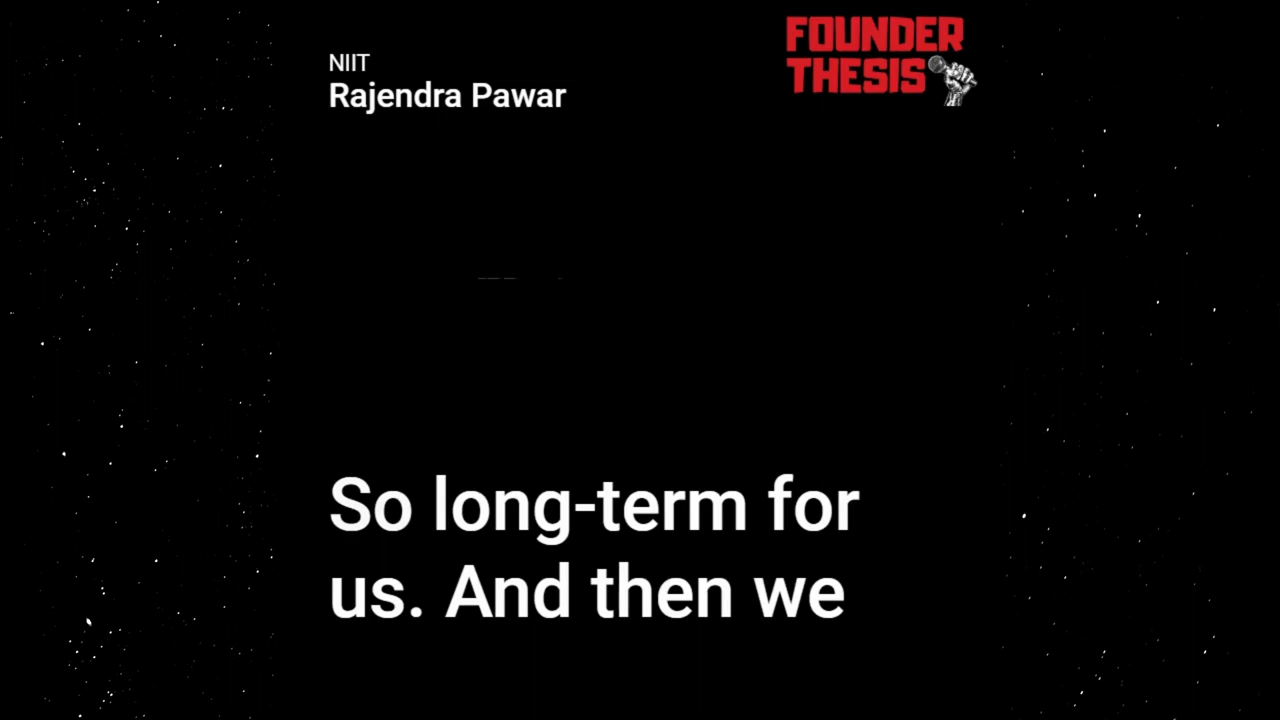 NIIT
Rajendra Pawar
FOUNDER
THESIS
So long-term for
us. And then we